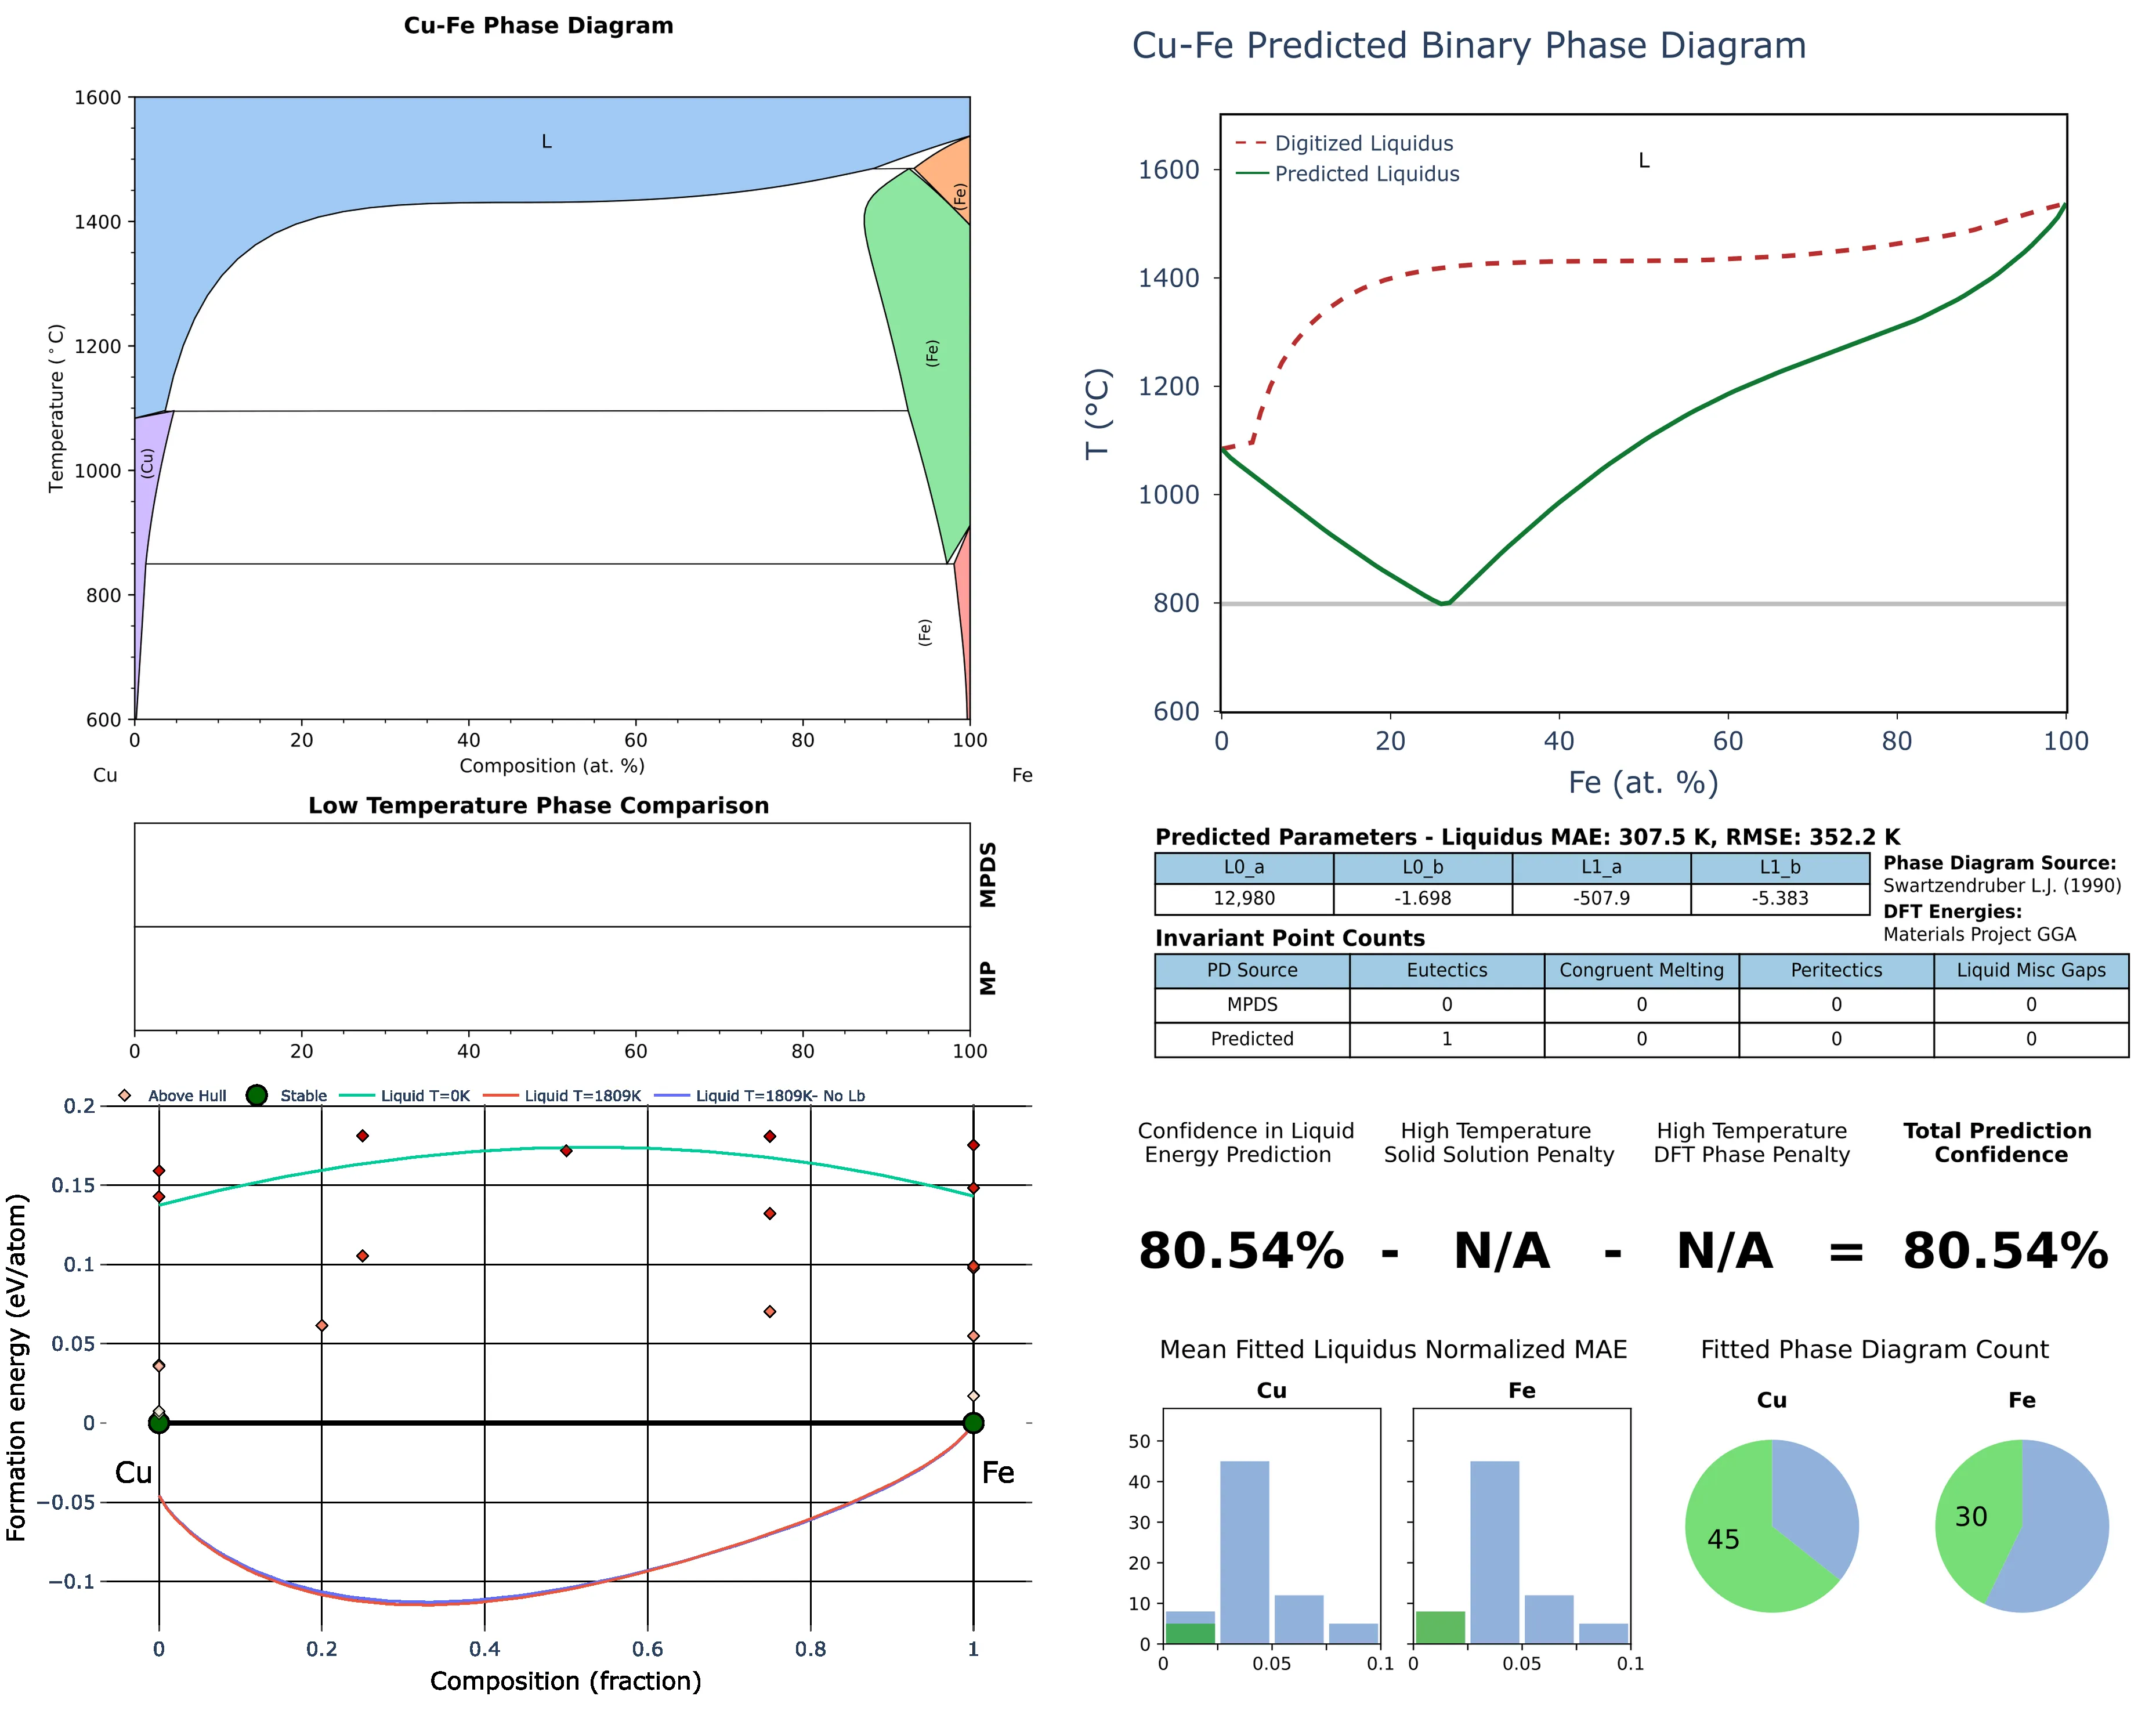 Cu-Fe Phase Diagram
1600
1400
1200
1000
800
600
Temperature (°C)
L
(Fe)
(Fe)
(Cu)
(Fe)
0 20 40 60 80 100
Composition (at. %)
Cu Fe
Low Temperature Phase Comparison
MPDS
MP
0 20 40 60 80 100
Above Hull Stable Liquid T=0K Liquid T=1809K Liquid T=1809K- No Lb
0.2
0.15
0.1
0.05
0
−0.05
−0.1
Formation energy (eV/atom)
Cu Fe
0 0.2 0.4 0.6 0.8 1
Composition (fraction)
Cu-Fe Predicted Binary Phase Diagram
Digitized Liquidus
Predicted Liquidus
L
1600
1400
1200
1000
800
600
T (°C)
0 20 40 60 80 100
Fe (at. %)
Predicted Parameters - Liquidus MAE: 307.5 K, RMSE: 352.2 K
L0_a L0_b L1_a L1_b
12,980 -1.698 -507.9 -5.383
Phase Diagram Source:
Swartzendruber L.J. (1990)
DFT Energies:
Materials Project GGA
Invariant Point Counts
PD Source Eutectics Congruent Melting Peritectics Liquid Misc Gaps
MPDS 0 0 0 0
Predicted 1 0 0 0
Confidence in Liquid
Energy Prediction
High Temperature
Solid Solution Penalty
High Temperature
DFT Phase Penalty
Total Prediction
Confidence
80.54% - N/A - N/A = 80.54%
Mean Fitted Liquidus Normalized MAE
Cu Fe
50
40
30
20
10
0
0 0.05 0.1 0 0.05 0.1
Fitted Phase Diagram Count
Cu Fe
45 30